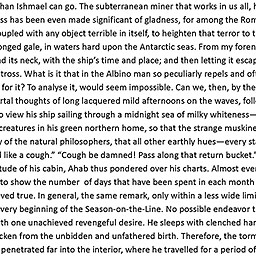 han Ishmael can go. The subterranean miner that works in us all, h
ss has been even made significant of gladness, for among the Rom
oupled with any object terrible in itself, to heighten that terror to t
onged gale, in waters hard upon the Antarctic seas. From my foren
d its neck, with the ship's time and place; and then letting it escap
tross. What is it that in the Albino man so peculiarly repels and of
for it? To analyse it, would seem impossible. Can we, then, by the
rtal thoughts of long lacquered mild afternoons on the waves, foll
o view his ship sailing through a midnight sea of milky whiteness—
creatures in his green northern home, so that the strange muskine
y of the natural philosophers, that all other earthly hues—every sta
l like a cough." "Cough be damned! Pass along that return bucket."
tude of his cabin, Ahab thus pondered over his charts. Almost ever
to show the number of days that have been spent in each month
ved true. In general, the same remark, only within a less wide limi
very beginning of the Season-on-the-Line. No possible endeavor th
th one unachieved revengeful desire. He sleeps with clenched han
cken from the unbidden and unfathered birth. Therefore, the torm
penetrated far into the interior, where he travelled for a period of